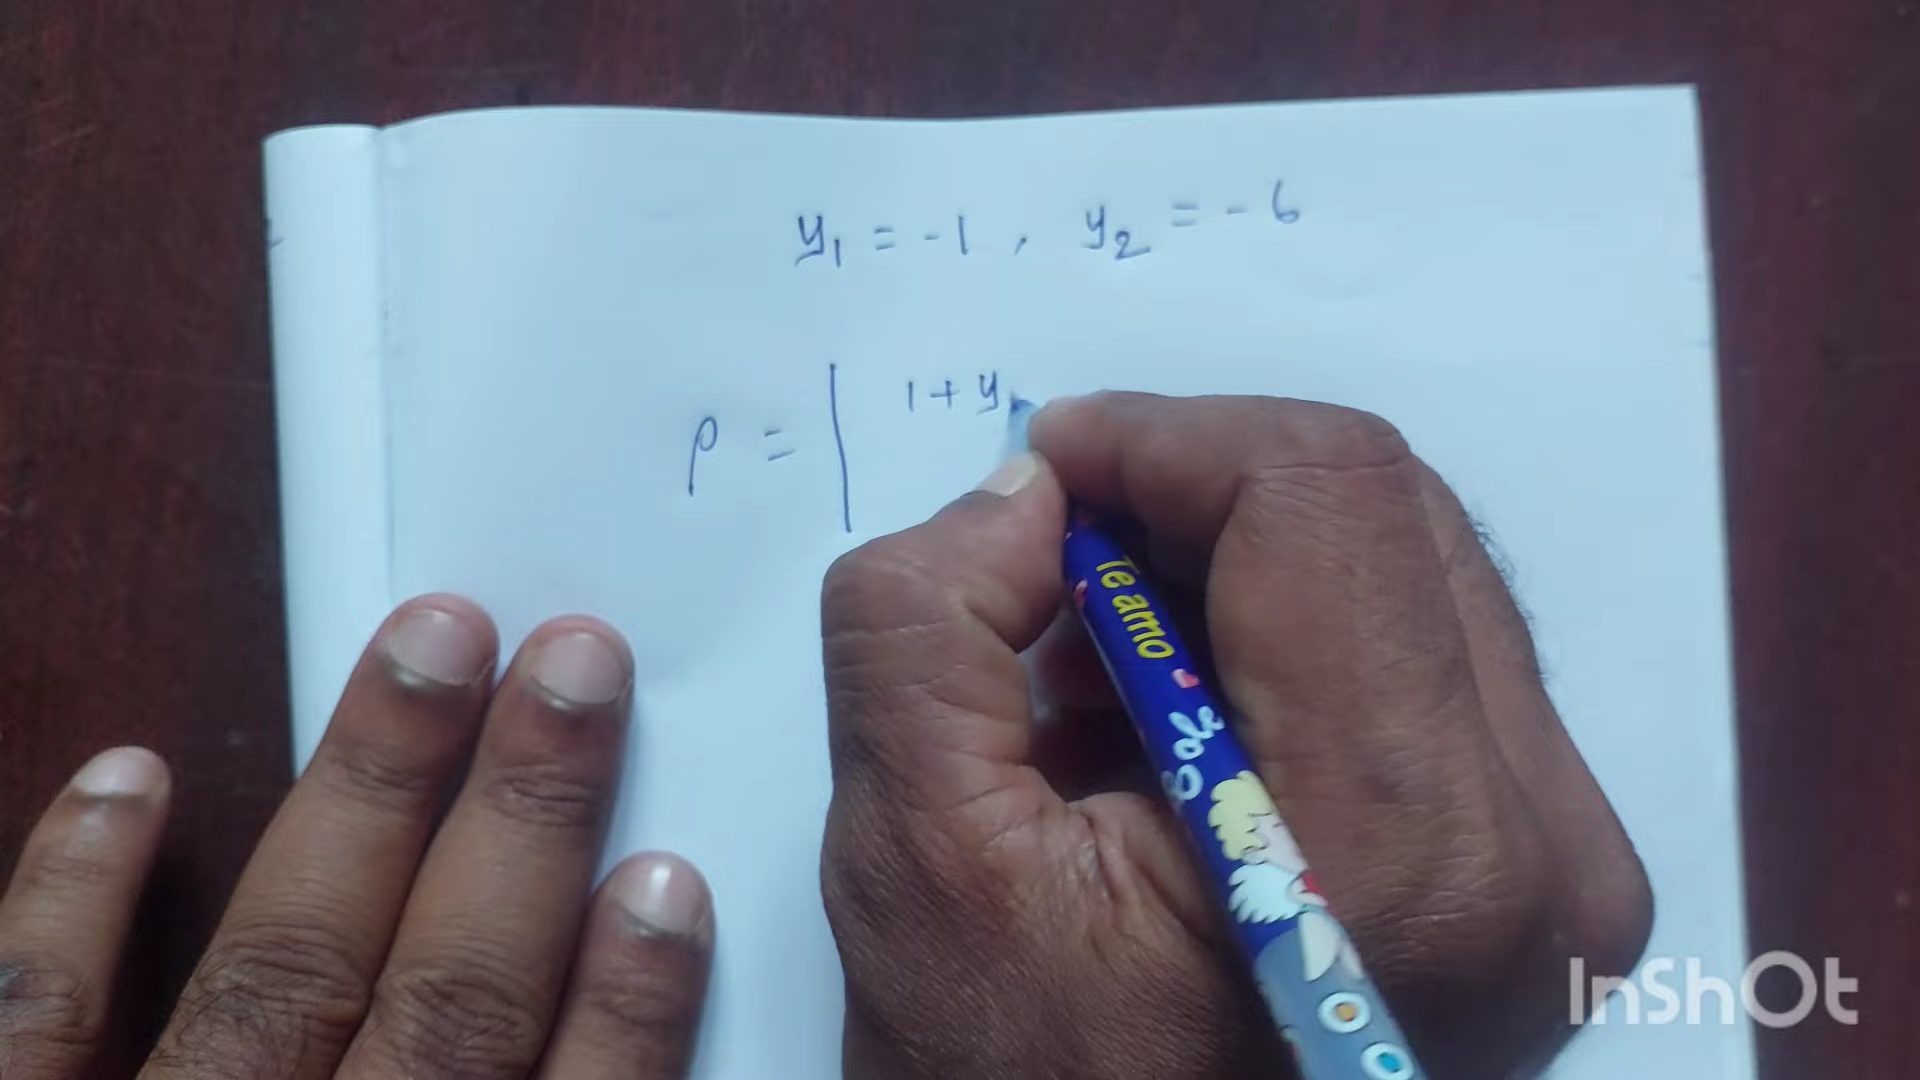 y₁ = -1 , y₂ = -6
ρ = | 1 + y
Te amo
InShOt